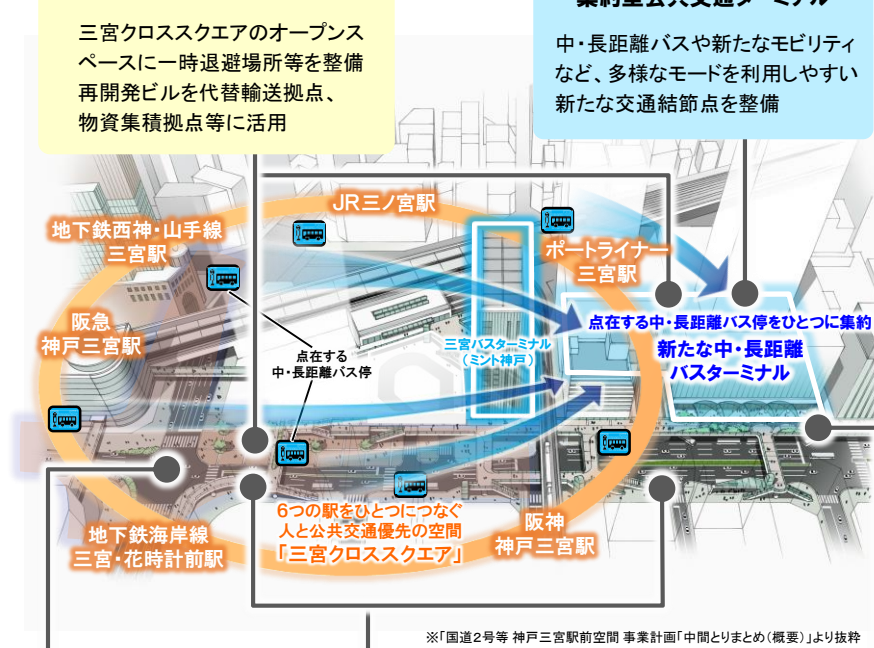 三宮クロススクエアのオープンス
ペースに一時退避場所等を整備
再開発ビルを代替輸送拠点、
物資集積拠点等に活用
集約型公共交通ターミナル
中・長距離バスや新たなモビリティ
など、多様なモードを利用しやすい
新たな交通結節点を整備
JR三ノ宮駅
地下鉄西神・山手線
三宮駅
ポートライナー
三宮駅
阪急
神戸三宮駅
点在する
中・長距離バス停
三宮バスターミナル
(ミント神戸)
点在する中・長距離バス停をひとつに集約
新たな中・長距離
バスターミナル
6つの駅をひとつにつなぐ
人と公共交通優先の空間
「三宮クロススクエア」
阪神
神戸三宮駅
地下鉄海岸線
三宮・花時計前駅
※「国道2号等 神戸三宮駅前空間 事業計画「中間とりまとめ(概要)」より抜粋